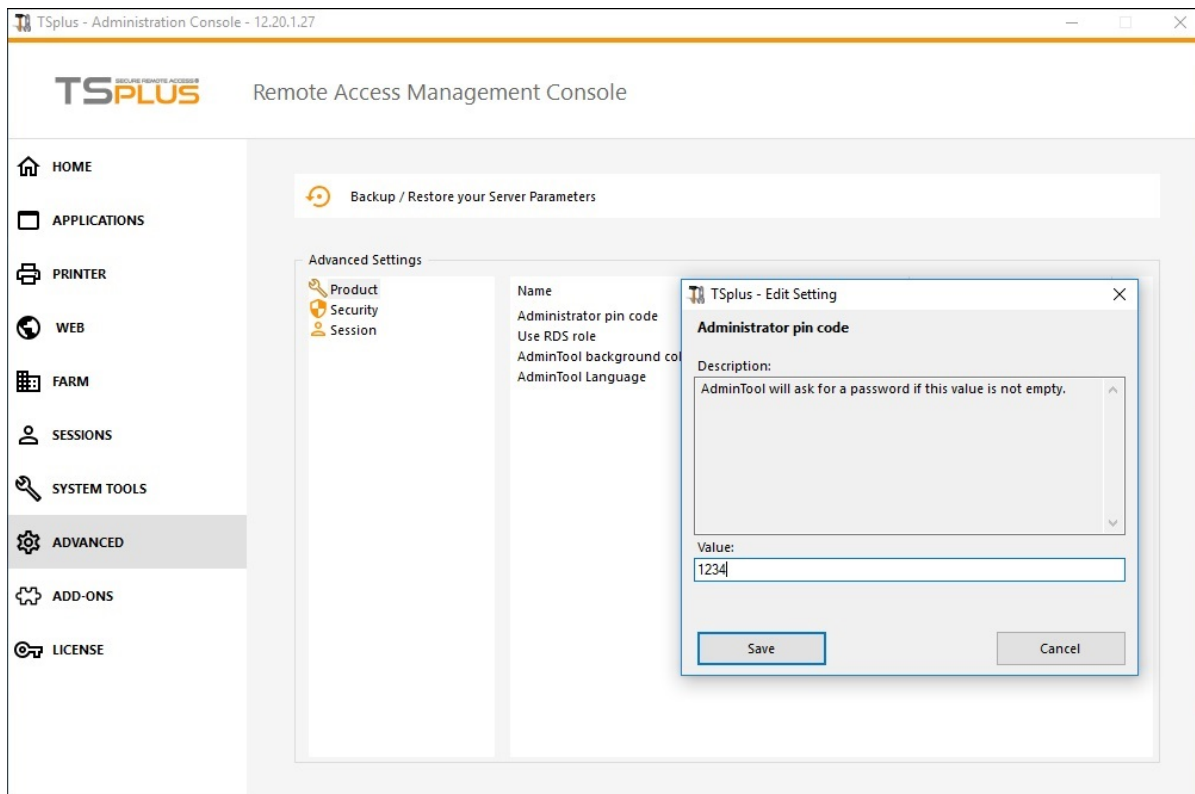 TSplus - Administration Console - 12.20.1.27
TSPLUS
SECURE REMOTE ACCESS
Remote Access Management Console
HOME
APPLICATIONS
PRINTER
WEB
FARM
SESSIONS
SYSTEM TOOLS
ADVANCED
ADD-ONS
LICENSE
Backup / Restore your Server Parameters
Advanced Settings
Product
Security
Session
Name
Administrator pin code
Use RDS role
AdminTool background col
AdminTool Language
TSplus - Edit Setting
Administrator pin code
Description:
AdminTool will ask for a password if this value is not empty.
Value:
1234
Save
Cancel